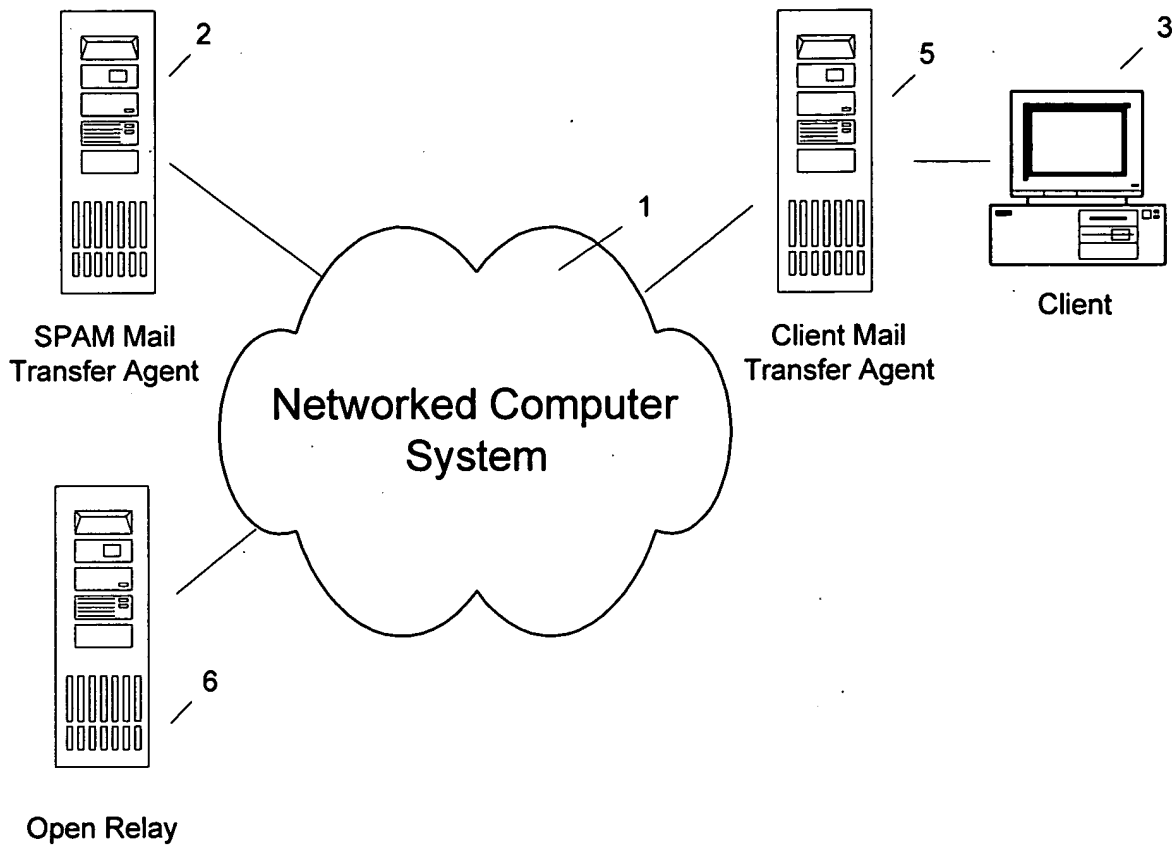 2
5
3
1
SPAM Mail
Transfer Agent
Client Mail
Transfer Agent
Client
Networked Computer
System
6
Open Relay